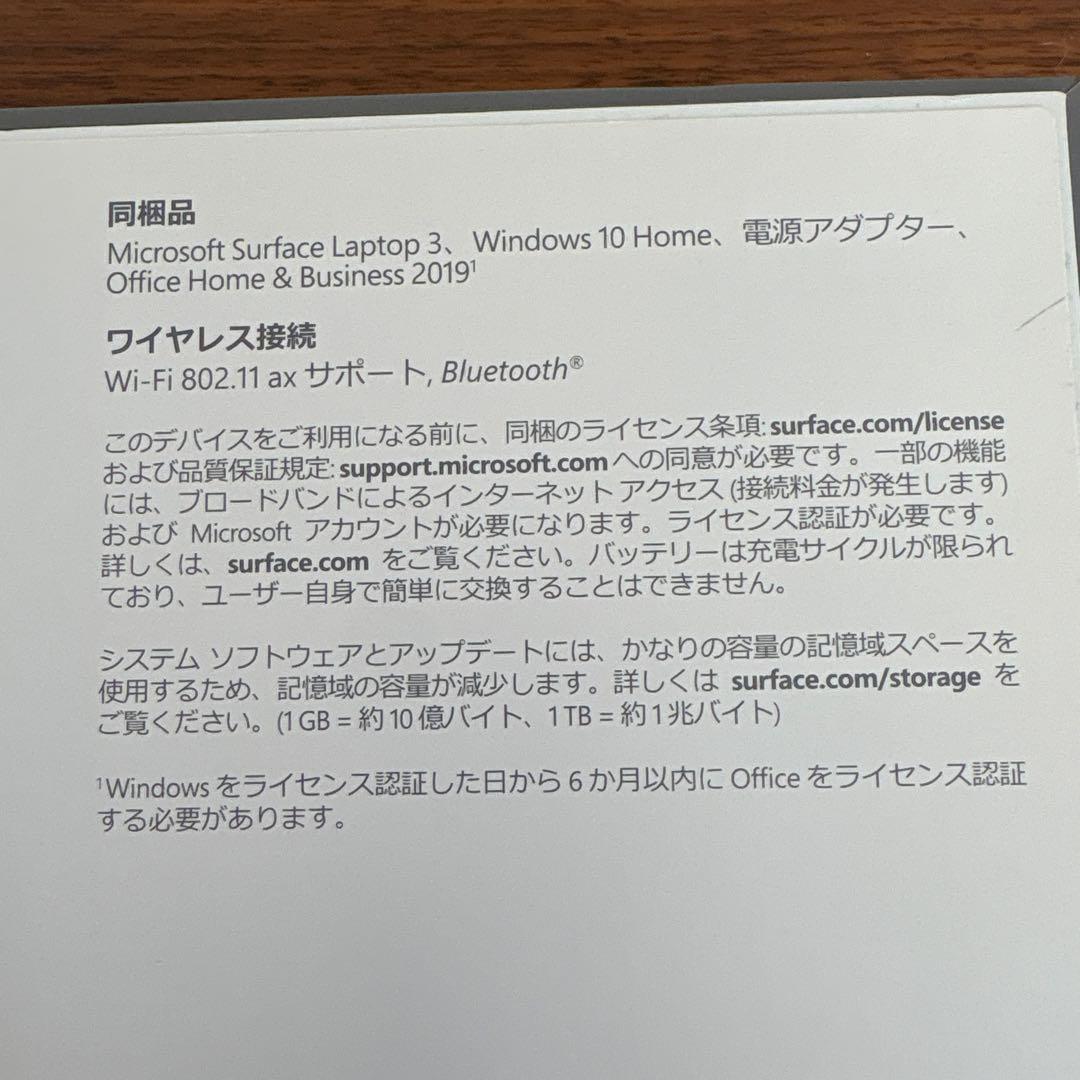 同梱品
Microsoft Surface Laptop 3、Windows 10 Home、電源アダプター、
Office Home & Business 2019¹
ワイヤレス接続
Wi-Fi 802.11 ax サポート, Bluetooth®
このデバイスをご利用になる前に、同梱のライセンス条項: surface.com/license
および品質保証規定: support.microsoft.com への同意が必要です。一部の機能
には、ブロードバンドによるインターネット アクセス (接続料金が発生します)
および Microsoft アカウントが必要になります。ライセンス認証が必要です。
詳しくは、surface.com をご覧ください。バッテリーは充電サイクルが限られ
ており、ユーザー自身で簡単に交換することはできません。
システム ソフトウェアとアップデートには、かなりの容量の記憶域スペースを
使用するため、記憶域の容量が減少します。詳しくは surface.com/storage を
ご覧ください。(1 GB = 約 10 億バイト、1 TB = 約 1 兆バイト)
¹Windows をライセンス認証した日から 6 か月以内に Office をライセンス認証
する必要があります。